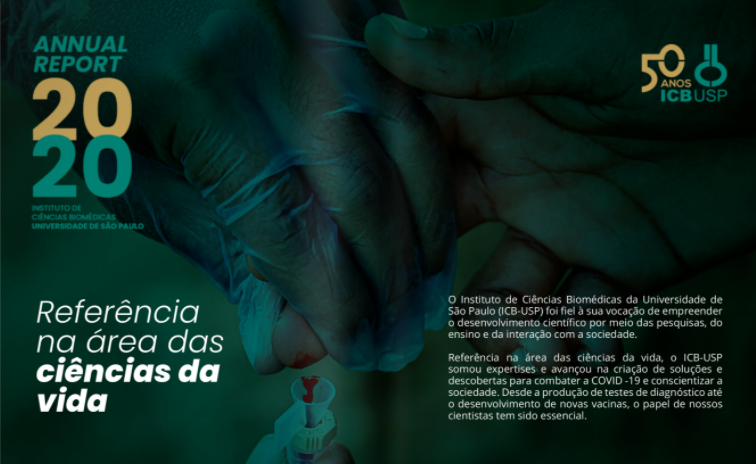 ANNUAL
REPORT
20
20
INSTITUTO DE
CIÊNCIAS BIOMÉDICAS
UNIVERSIDADE DE SÃO PAULO
50
ANOS
ICBUSP
Referência
na área das
ciências da
vida
O Instituto de Ciências Biomédicas da Universidade de
São Paulo (ICB-USP) foi fiel à sua vocação de empreender
o desenvolvimento científico por meio das pesquisas, do
ensino e da interação com a sociedade.
Referência na área das ciências da vida, o ICB-USP
somou expertises e avançou na criação de soluções e
descobertas para combater a COVID -19 e conscientizar a
sociedade. Desde a produção de testes de diagnóstico até
o desenvolvimento de novas vacinas, o papel de nossos
cientistas tem sido essencial.